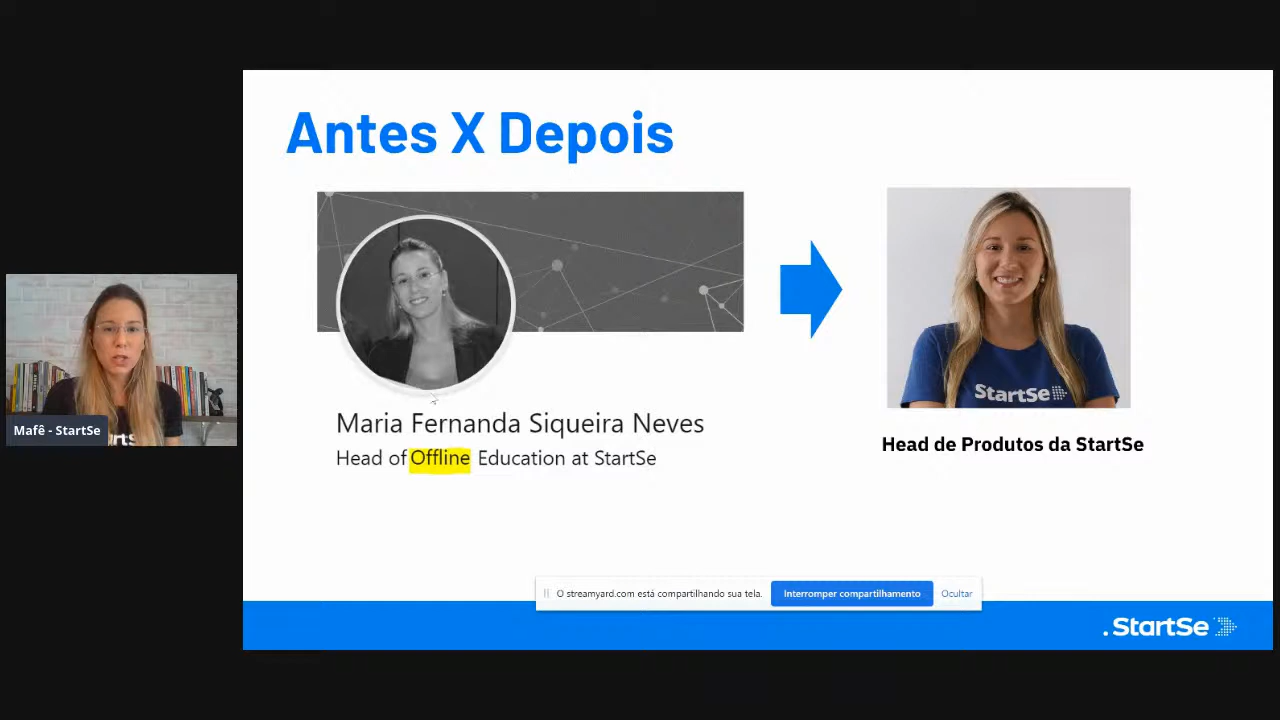 Antes X Depois
Maria Fernanda Siqueira Neves
Head of Offline Education at StartSe
StartSe
Head de Produtos da StartSe
Mafê - StartSe
O streamyard.com está compartilhando sua tela.
Interromper compartilhamento
Ocultar
.StartSe